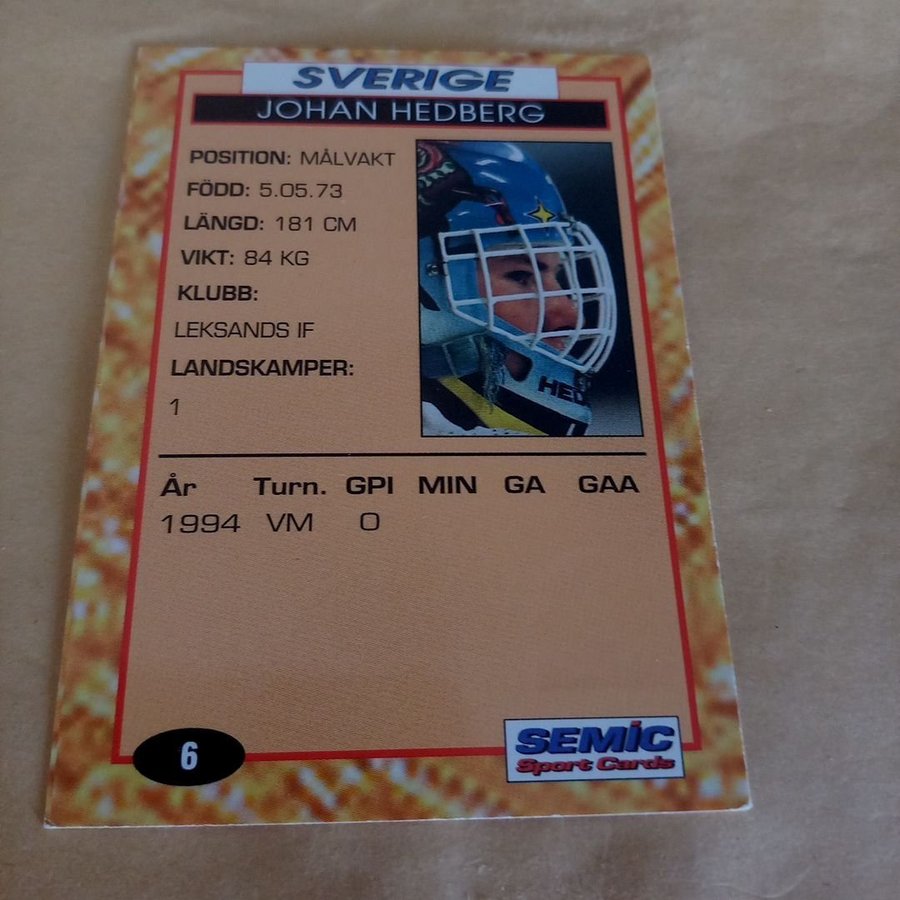 SVERIGE
JOHAN HEDBERG
POSITION: MÅLVAKT
FÖDD: 5.05.73
LÄNGD: 181 CM
VIKT: 84 KG
KLUBB:
LEKSANDS IF
LANDSKAMPER:
1
År Turn. GPI MIN GA GAA
1994 VM 0
6
SEMIC
Sport Cards